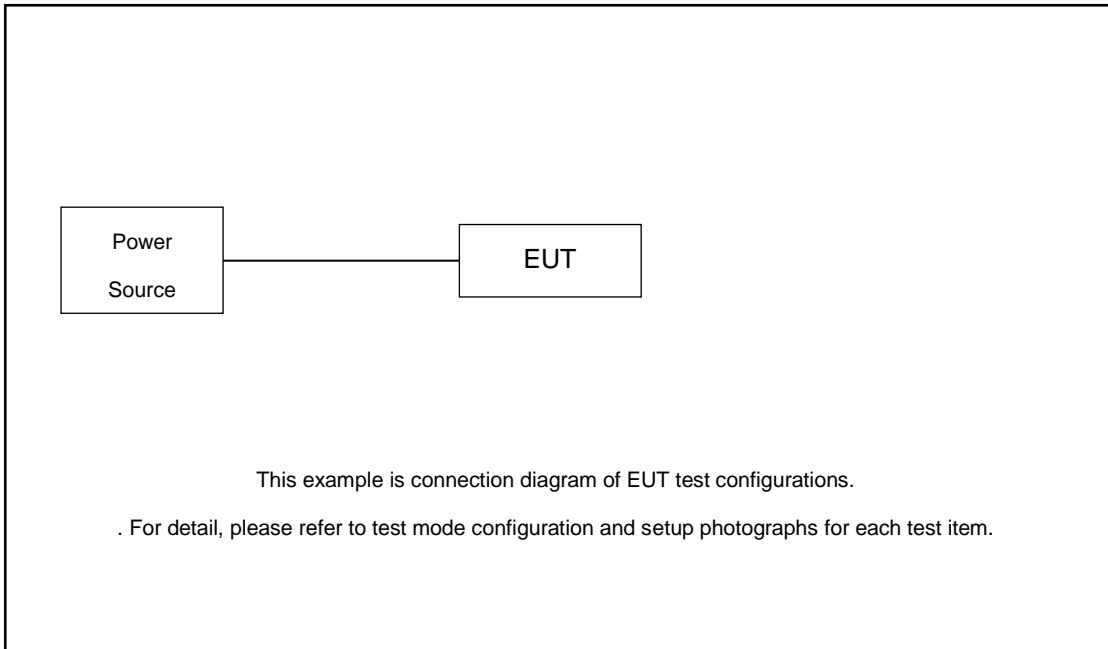 Power
Source
EUT
This example is connection diagram of EUT test configurations.
. For detail, please refer to test mode configuration and setup photographs for each test item.